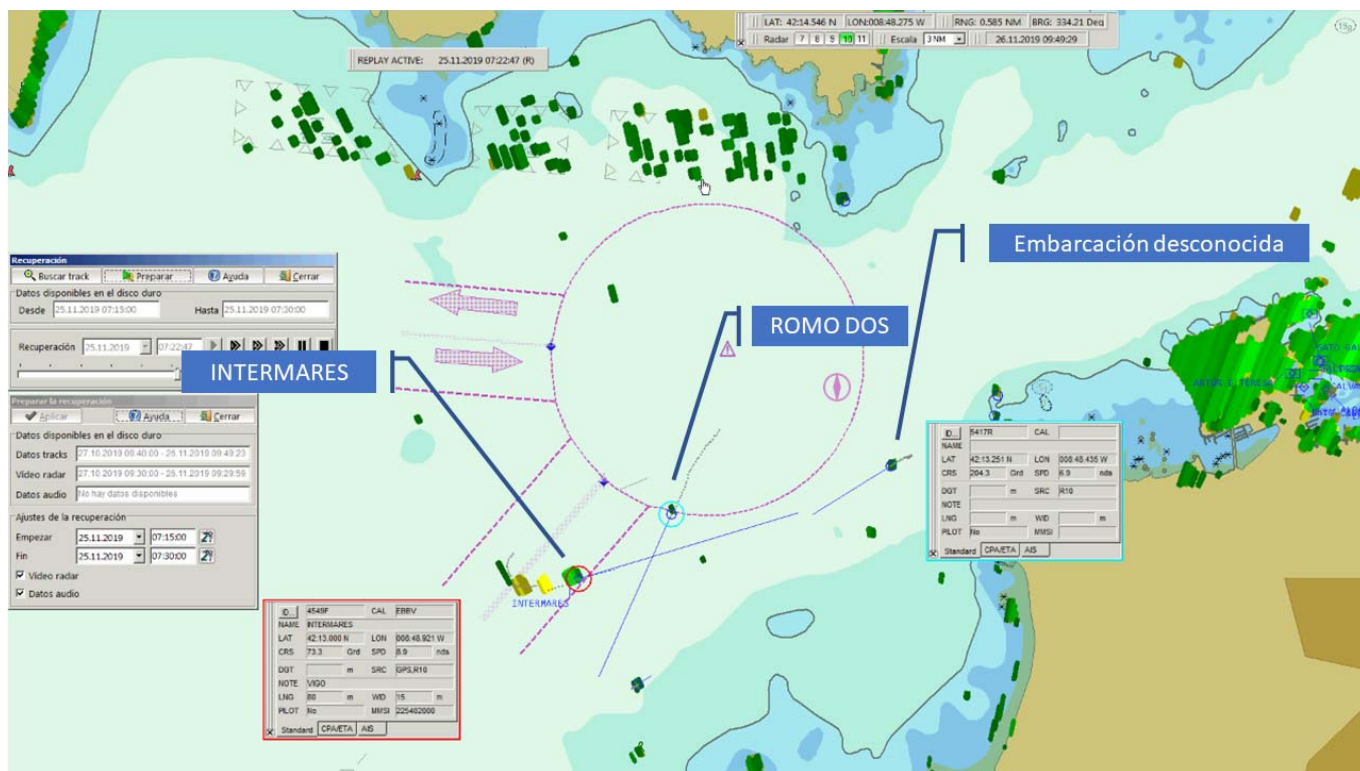 LAT: 42:14.546 N LON:008:48.275 W RNG: 0.585 NM BRG: 334.21 Deg
Radar 7 8 9 10 11 Escala 3 NM 26.11.2019 09:49:29
REPLAY ACTIVE: 25.11.2019 07:22:47 (R)
Embarcación desconocida
ROMO DOS
INTERMARES
Recuperación
Buscar track Preparar Ayuda Cerrar
Datos disponibles en el disco duro
Desde 25.11.2019 07:15:00 Hasta 25.11.2019 07:30:00
Recuperación 25.11.2019 07:22:47
Preparar la recuperación
Aplicar Ayuda Cerrar
Datos disponibles en el disco duro
Datos tracks 27.10.2019 09:40:00 - 26.11.2019 09:49:23
Vídeo radar 27.10.2019 09:30:00 - 26.11.2019 09:29:59
Datos audio No hay datos disponibles
Ajustes de la recuperación
Empezar 25.11.2019 07:15:00
Fin 25.11.2019 07:30:00
Vídeo radar
Datos audio
INTERMARES
ID 4549F CAL EBBV
NAME INTERMARES
LAT 42:13.000 N LON 008:48.921 W
CRS 73.3 Grd SPD 8.9 nds
DGT m SRC GPS,R10
NOTE VIGO
LNG 80 m WID 15 m
PILOT No MMSI 225482000
Standard CPA/ETA AIS
ID 5417R CAL
NAME
LAT 42:13.251 N LON 008:48.435 W
CRS 204.3 Grd SPD 6.9 nds
DGT m SRC R10
NOTE
LNG m WID m
PILOT No MMSI
Standard CPA/ETA AIS